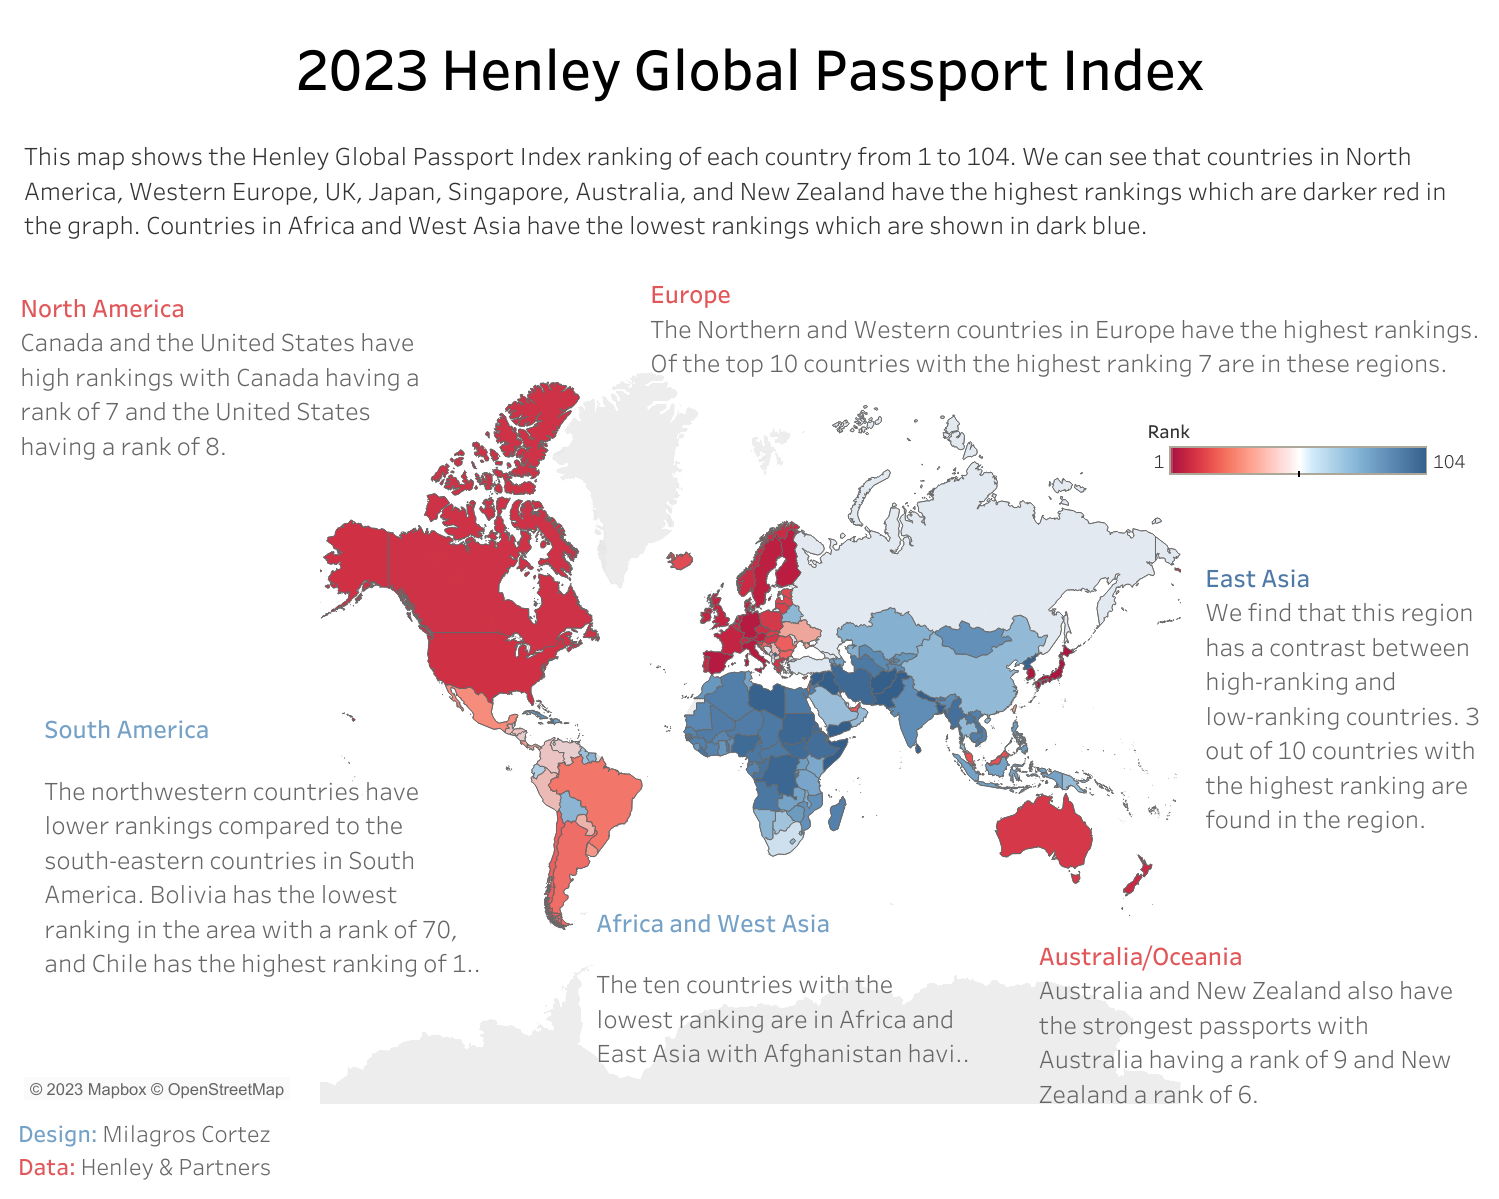 2023 Henley Global Passport Index
This map shows the Henley Global Passport Index ranking of each country from 1 to 104. We can see that countries in North
America, Western Europe, UK, Japan, Singapore, Australia, and New Zealand have the highest rankings which are darker red in
the graph. Countries in Africa and West Asia have the lowest rankings which are shown in dark blue.
North America
Canada and the United States have
high rankings with Canada having a
rank of 7 and the United States
having a rank of 8.
Europe
The Northern and Western countries in Europe have the highest rankings.
Of the top 10 countries with the highest ranking 7 are in these regions.
Rank
1 104
East Asia
We find that this region
has a contrast between
high-ranking and
low-ranking countries. 3
out of 10 countries with
the highest ranking are
found in the region.
South America
The northwestern countries have
lower rankings compared to the
south-eastern countries in South
America. Bolivia has the lowest
ranking in the area with a rank of 70,
and Chile has the highest ranking of 1..
Africa and West Asia
The ten countries with the
lowest ranking are in Africa and
East Asia with Afghanistan havi..
Australia/Oceania
Australia and New Zealand also have
the strongest passports with
Australia having a rank of 9 and New
Zealand a rank of 6.
© 2023 Mapbox © OpenStreetMap
Design: Milagros Cortez
Data: Henley & Partners